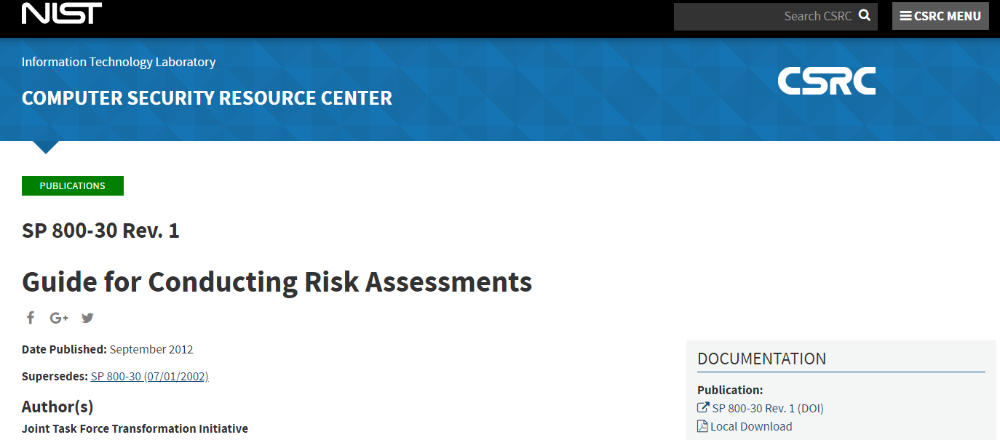 NIST
Search CSRC
CSRC MENU
Information Technology Laboratory
COMPUTER SECURITY RESOURCE CENTER
CSRC
PUBLICATIONS
SP 800-30 Rev. 1
Guide for Conducting Risk Assessments
f G+
Date Published: September 2012
Supersedes: SP 800-30 (07/01/2002)
Author(s)
Joint Task Force Transformation Initiative
DOCUMENTATION
Publication:
SP 800-30 Rev. 1 (DOI)
Local Download